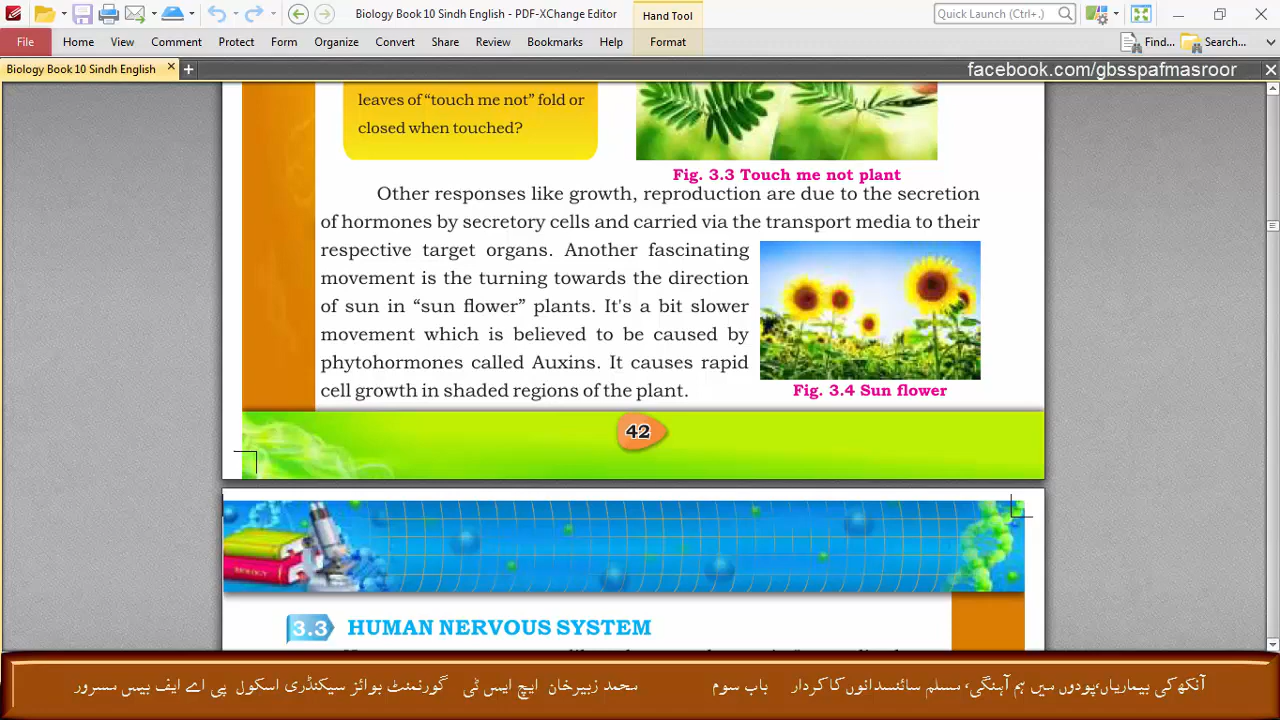 Biology Book 10 Sindh English - PDF-XChange Editor
Hand Tool
Quick Launch (Ctrl+.)
File Home View Comment Protect Form Organize Convert Share Review Bookmarks Help Format Find... Search...
Biology Book 10 Sindh English
facebook.com/gbsspafmasroor
leaves of “touch me not” fold or
closed when touched?
Fig. 3.3 Touch me not plant
Other responses like growth, reproduction are due to the secretion
of hormones by secretory cells and carried via the transport media to their
respective target organs. Another fascinating
movement is the turning towards the direction
of sun in “sun flower” plants. It's a bit slower
movement which is believed to be caused by
phytohormones called Auxins. It causes rapid
cell growth in shaded regions of the plant.
Fig. 3.4 Sun flower
42
BIOLOGY
3.3 HUMAN NERVOUS SYSTEM
آنکھ کی بیماریاں،پودوں میں ہم آہنگی، مسلم سائنسدانوں کا کردار باب سوم محمد زبیر خان ایچ ایس ٹی گورنمنٹ بوائز سیکنڈری اسکول پی اے ایف بیس مسرور